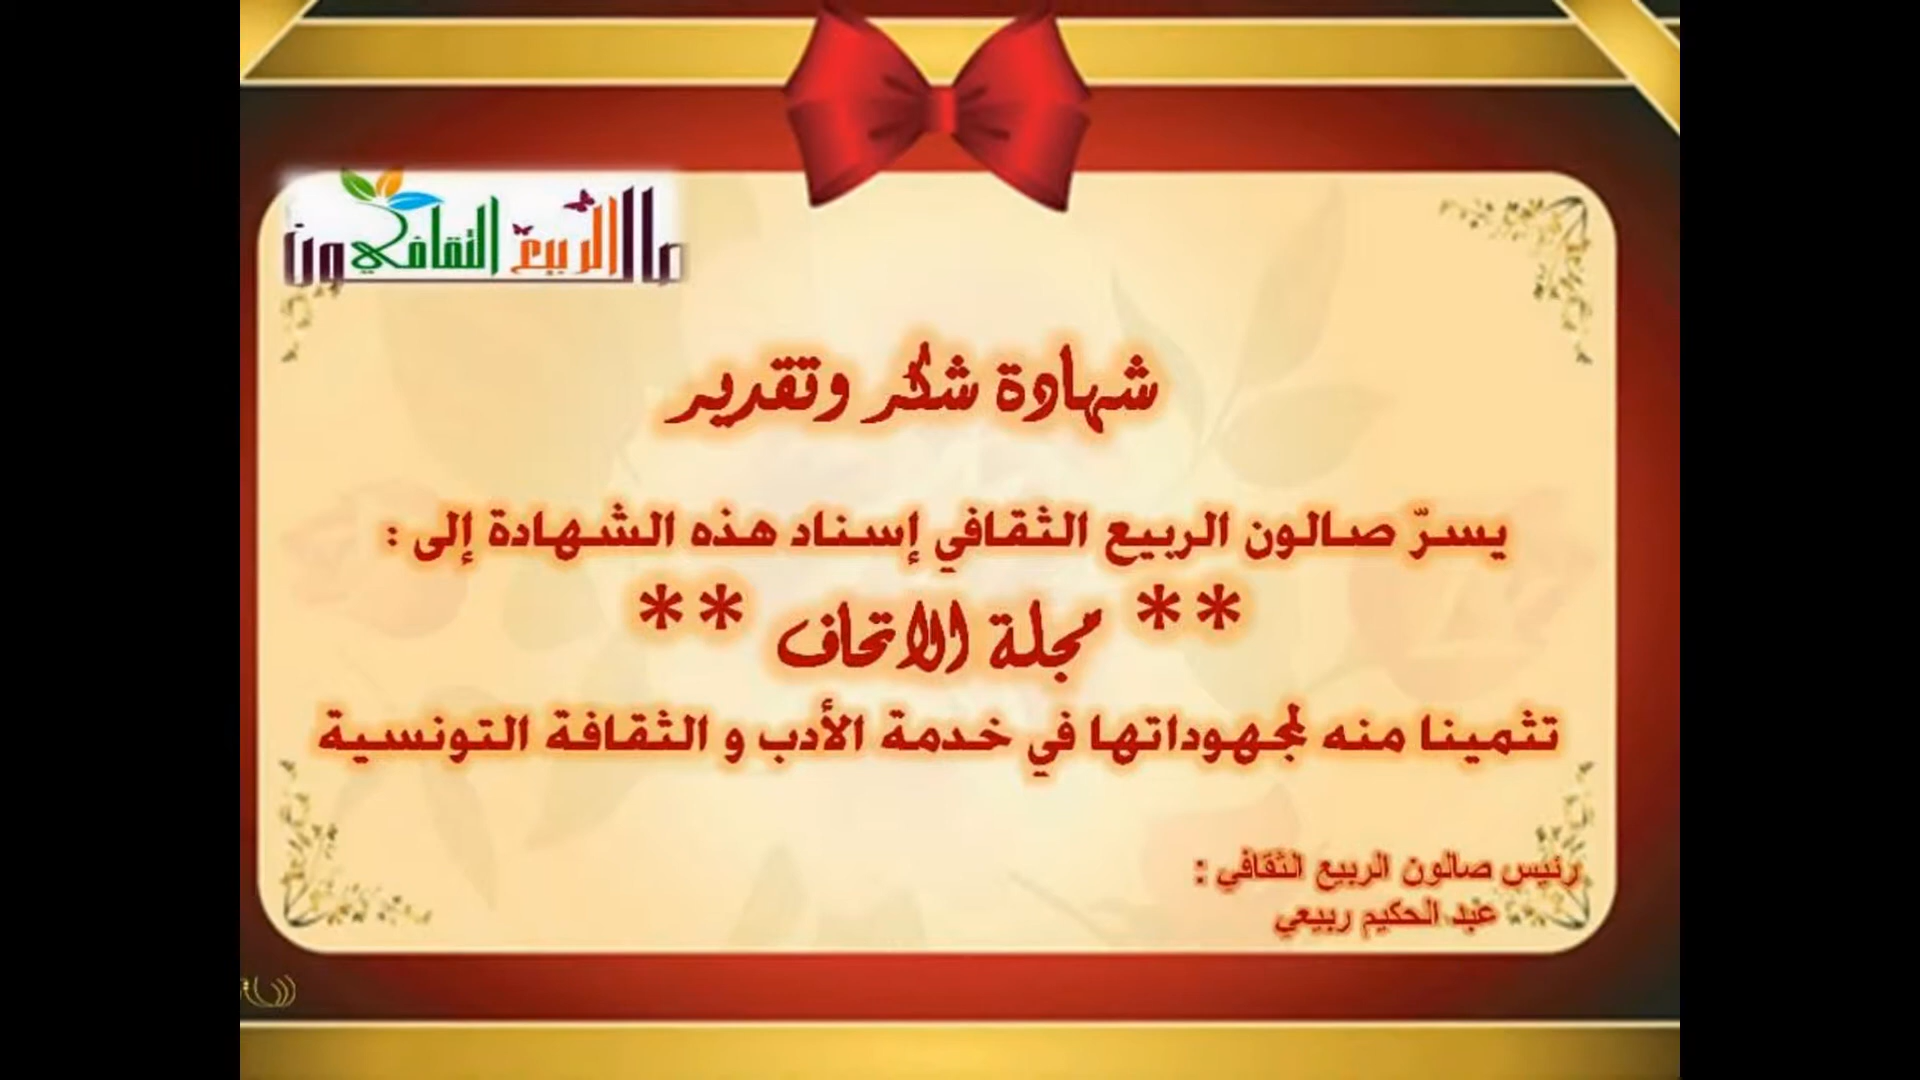 صالون الربيع الثقافي
شهادة شكر وتقدير
يسرّ صالون الربيع الثقافي إسناد هذه الشهادة إلى :
** مجلة الاتحاف **
تثمينا منه لمجهوداتها في خدمة الأدب و الثقافة التونسية
رئيس صالون الربيع الثقافي :
عبد الحكيم ربيعي